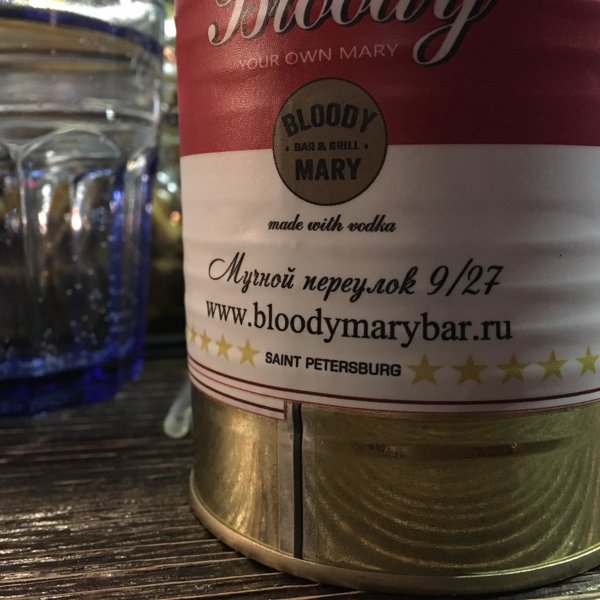 Bloody
YOUR OWN MARY
BLOODY
BAR & GRILL
MARY
made with vodka
Мучной переулок 9/27
www.bloodymarybar.ru
SAINT PETERSBURG